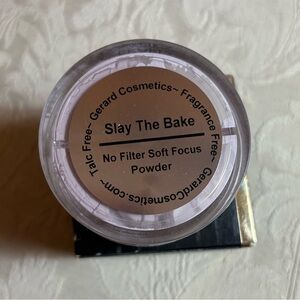 Talc Free~ Gerard Cosmetics~ Fragrance Free~ GerardCosmetics.com~
Slay The Bake
No Filter Soft Focus
Powder